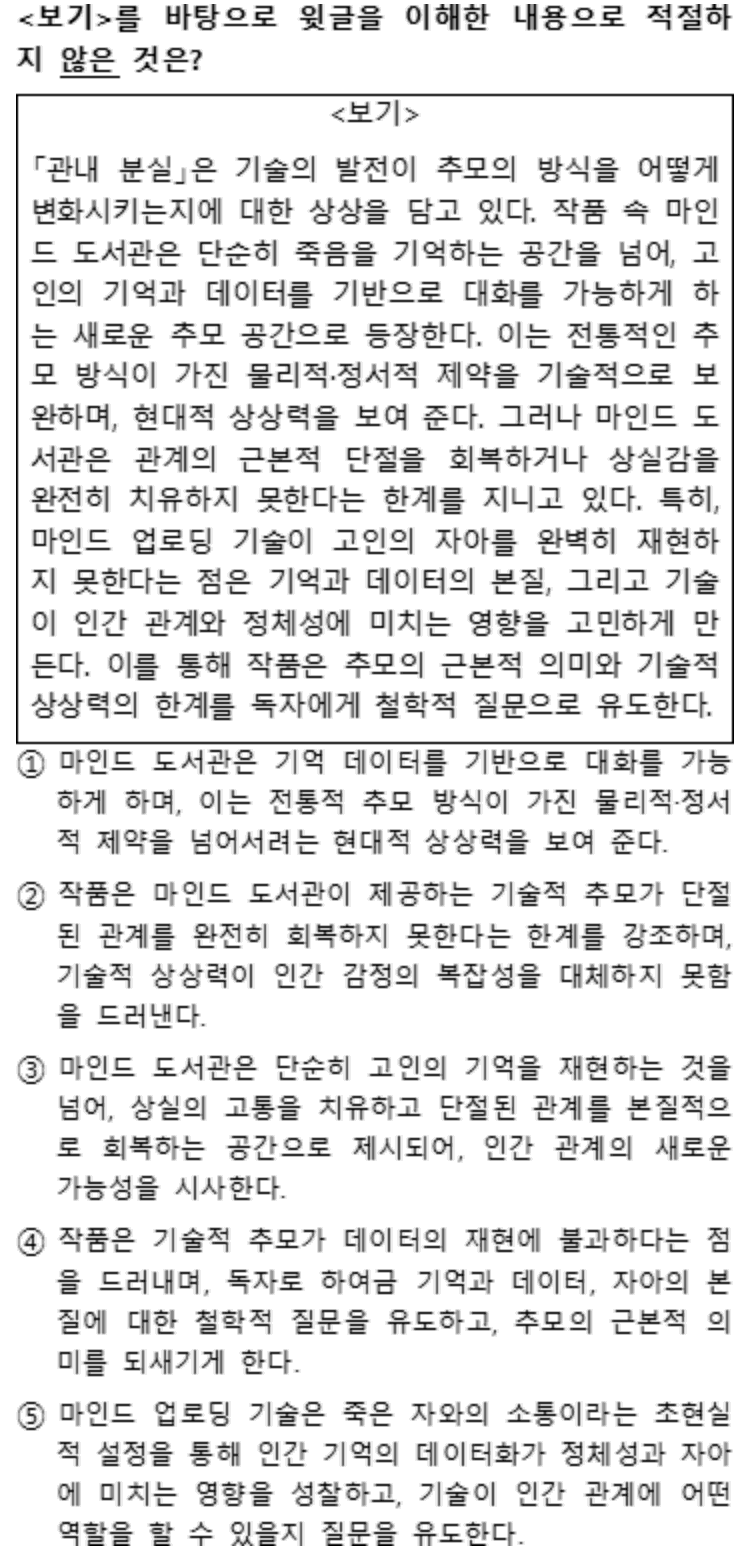 <보기>를 바탕으로 윗글을 이해한 내용으로 적절하
지 않은 것은?
<보기>
「관내 분실」은 기술의 발전이 추모의 방식을 어떻게
변화시키는지에 대한 상상을 담고 있다. 작품 속 마인
드 도서관은 단순히 죽음을 기억하는 공간을 넘어, 고
인의 기억과 데이터를 기반으로 대화를 가능하게 하
는 새로운 추모 공간으로 등장한다. 이는 전통적인 추
모 방식이 가진 물리적·정서적 제약을 기술적으로 보
완하며, 현대적 상상력을 보여 준다. 그러나 마인드 도
서관은 관계의 근본적 단절을 회복하거나 상실감을
완전히 치유하지 못한다는 한계를 지니고 있다. 특히,
마인드 업로딩 기술이 고인의 자아를 완벽히 재현하
지 못한다는 점은 기억과 데이터의 본질, 그리고 기술
이 인간 관계와 정체성에 미치는 영향을 고민하게 만
든다. 이를 통해 작품은 추모의 근본적 의미와 기술적
상상력의 한계를 독자에게 철학적 질문으로 유도한다.
① 마인드 도서관은 기억 데이터를 기반으로 대화를 가능
하게 하며, 이는 전통적 추모 방식이 가진 물리적·정서
적 제약을 넘어서려는 현대적 상상력을 보여 준다.
② 작품은 마인드 도서관이 제공하는 기술적 추모가 단절
된 관계를 완전히 회복하지 못한다는 한계를 강조하며,
기술적 상상력이 인간 감정의 복잡성을 대체하지 못함
을 드러낸다.
③ 마인드 도서관은 단순히 고인의 기억을 재현하는 것을
넘어, 상실의 고통을 치유하고 단절된 관계를 본질적으
로 회복하는 공간으로 제시되어, 인간 관계의 새로운
가능성을 시사한다.
④ 작품은 기술적 추모가 데이터의 재현에 불과하다는 점
을 드러내며, 독자로 하여금 기억과 데이터, 자아의 본
질에 대한 철학적 질문을 유도하고, 추모의 근본적 의
미를 되새기게 한다.
⑤ 마인드 업로딩 기술은 죽은 자와의 소통이라는 초현실
적 설정을 통해 인간 기억의 데이터화가 정체성과 자아
에 미치는 영향을 성찰하고, 기술이 인간 관계에 어떤
역할을 할 수 있을지 질문을 유도한다.